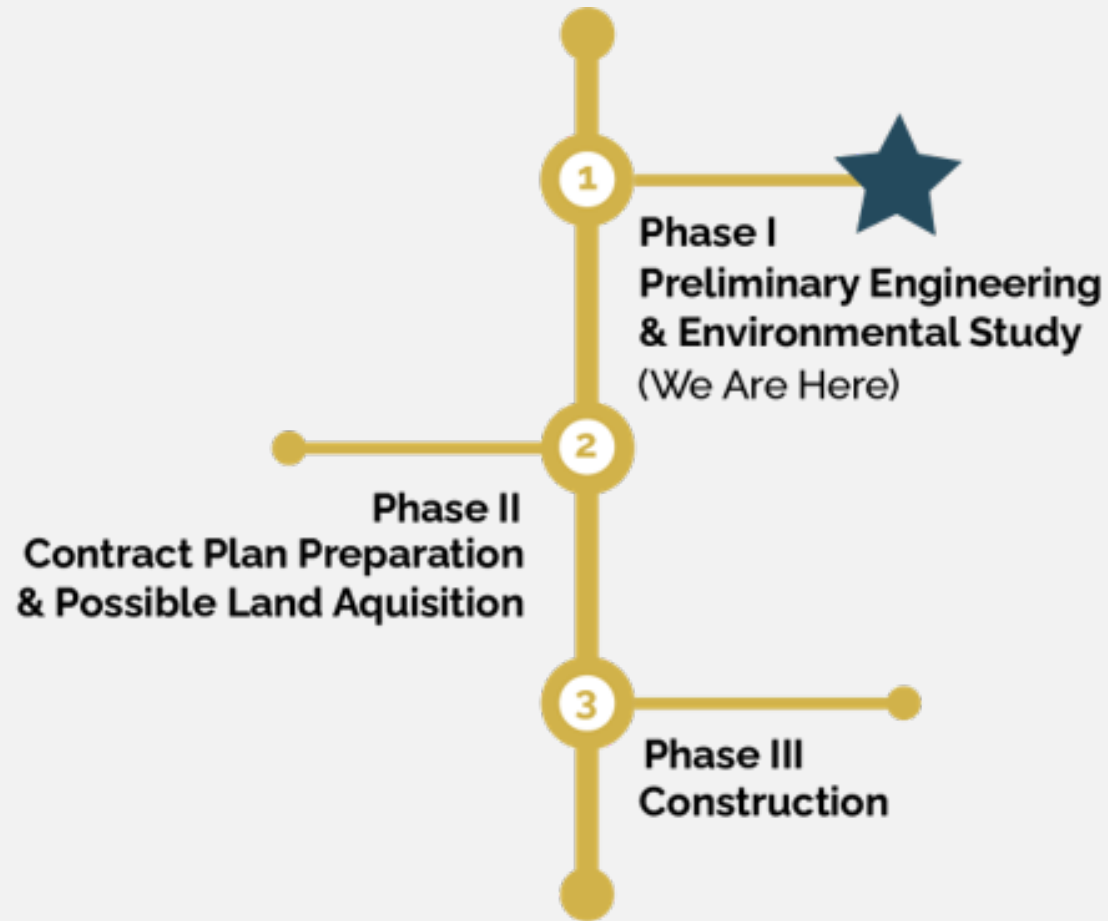 1
Phase I
Preliminary Engineering
& Environmental Study
(We Are Here)
2
Phase II
Contract Plan Preparation
& Possible Land Aquisition
3
Phase III
Construction